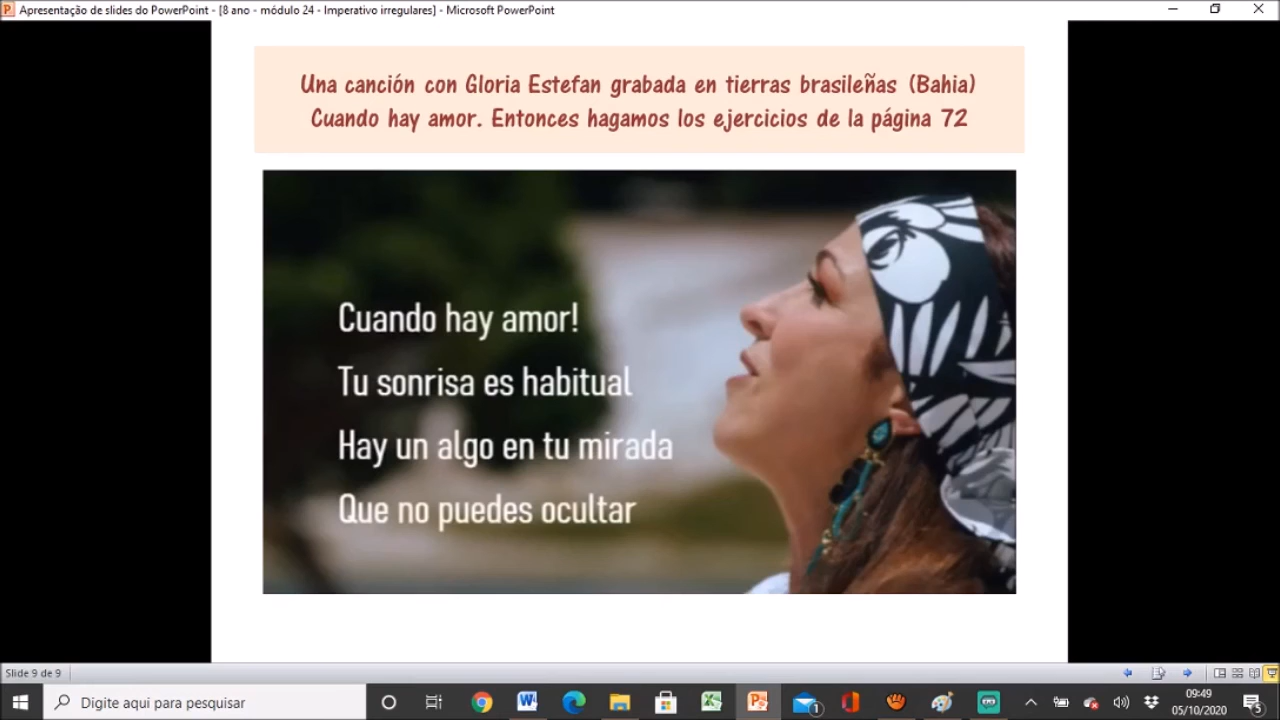 Apresentação de slides do PowerPoint - [8 ano - módulo 24 - Imperativo irregulares] - Microsoft PowerPoint
Una canción con Gloria Estefan grabada en tierras brasileñas (Bahia)
Cuando hay amor. Entonces hagamos los ejercicios de la página 72
Cuando hay amor!
Tu sonrisa es habitual
Hay un algo en tu mirada
Que no puedes ocultar
Slide 9 de 9
Digite aqui para pesquisar
1
09:49
05/10/2020
5